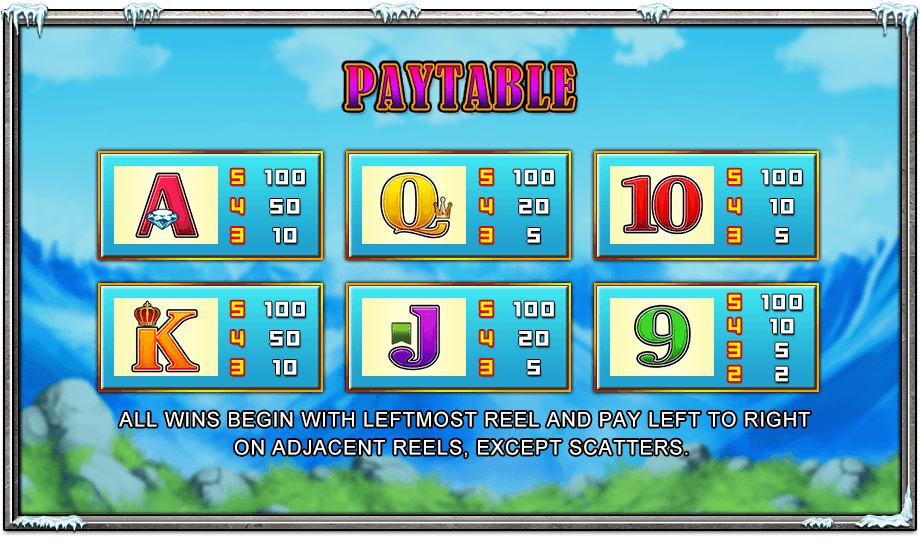 PAYTABLE
A 5 100
4 50
3 10
Q 5 100
4 20
3 5
10 5 100
4 10
3 5
K 5 100
4 50
3 10
J 5 100
4 20
3 5
9 5 100
4 10
3 5
2 2
ALL WINS BEGIN WITH LEFTMOST REEL AND PAY LEFT TO RIGHT
ON ADJACENT REELS, EXCEPT SCATTERS.